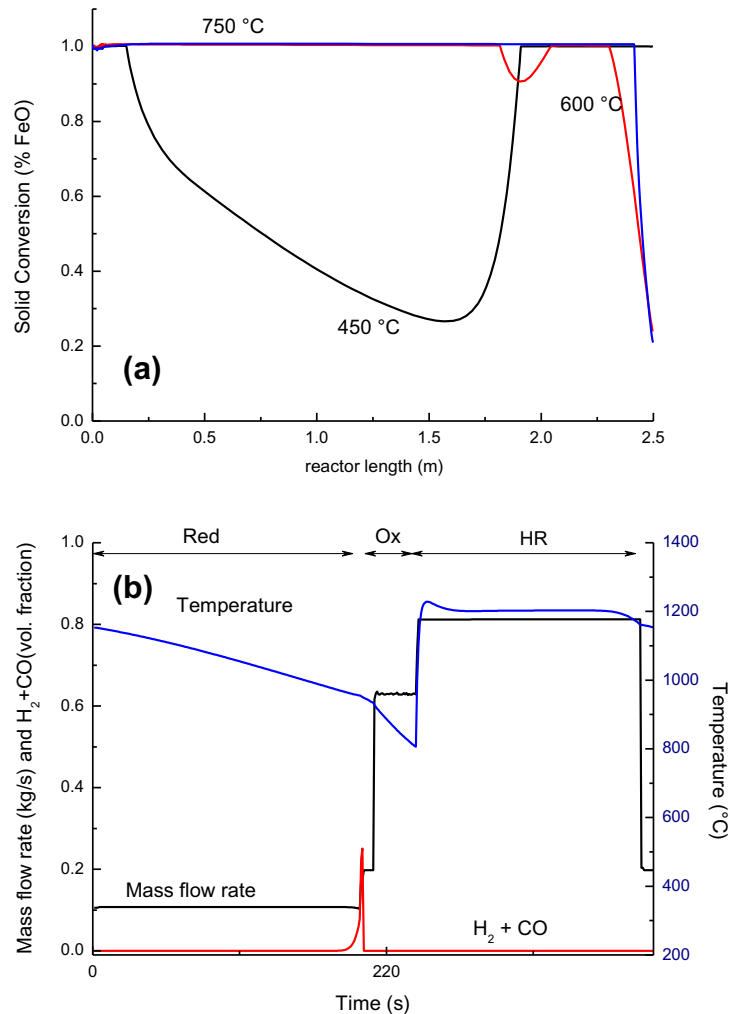 750 °C
1.0
600 °C
0.8
Solid Conversion (% FeO)
0.6
0.4
450 °C
0.2
(a)
0.0
0.0 0.5 1.0 1.5 2.0 2.5
reactor length (m)
Red Ox HR
1.0 1400
(b)
Temperature
0.8 1200
1000
0.6
800
0.4
600
0.2 400
Mass flow rate
H₂ + CO
0.0 200
0 220
Time (s)
Mass flow rate (kg/s) and H₂+CO(vol. fraction)
Temperature (°C)